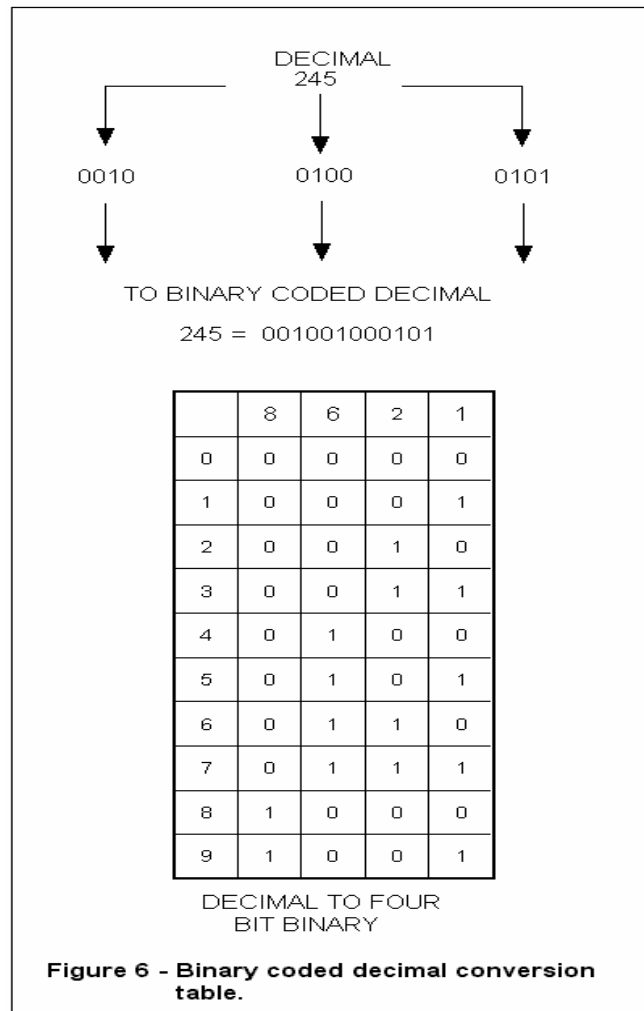 DECIMAL
245
0010 0100 0101
TO BINARY CODED DECIMAL
245 = 001001000101
8 6 2 1
0 0 0 0 0
1 0 0 0 1
2 0 0 1 0
3 0 0 1 1
4 0 1 0 0
5 0 1 0 1
6 0 1 1 0
7 0 1 1 1
8 1 0 0 0
9 1 0 0 1
DECIMAL TO FOUR
BIT BINARY
Figure 6 - Binary coded decimal conversion
table.